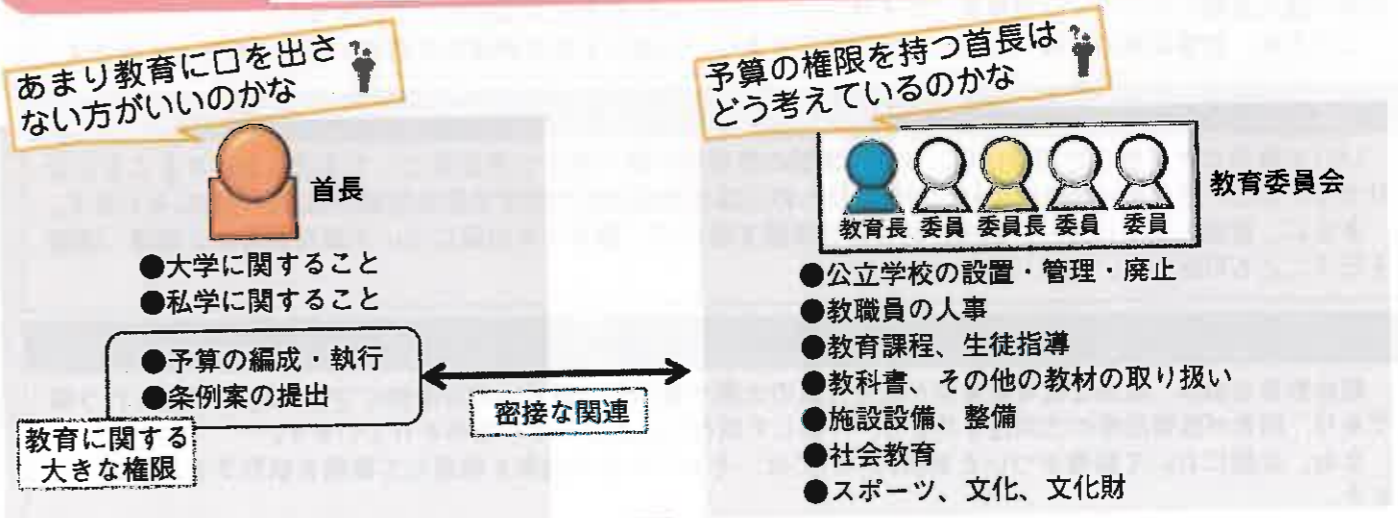 あまり教育に口を出さ
ない方がいいのかな
首長
●大学に関すること
●私学に関すること
●予算の編成・執行
●条例案の提出
教育に関する
大きな権限
密接な関連
予算の権限を持つ首長は
どう考えているのかな
教育長 委員 委員長 委員 委員
教育委員会
●公立学校の設置・管理・廃止
●教職員の人事
●教育課程、生徒指導
●教科書、その他の教材の取り扱い
●施設設備、整備
●社会教育
●スポーツ、文化、文化財